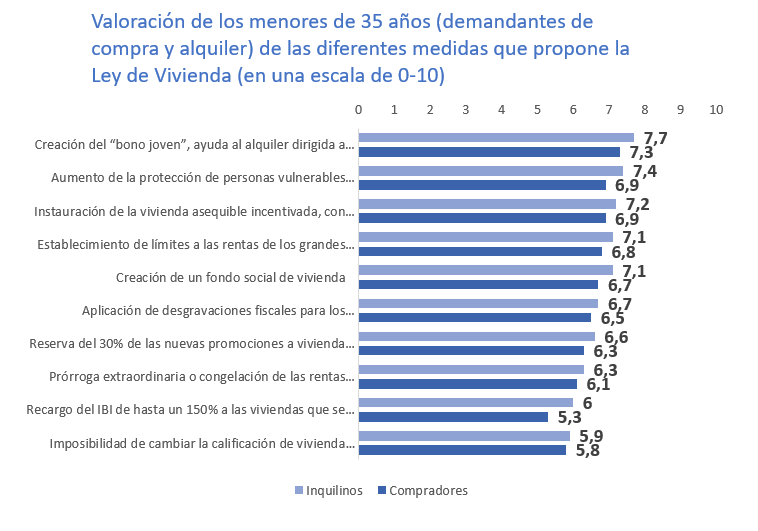 Valoración de los menores de 35 años (demandantes de
compra y alquiler) de las diferentes medidas que propone la
Ley de Vivienda (en una escala de 0-10)
0 1 2 3 4 5 6 7 8 9 10
Creación del “bono joven”, ayuda al alquiler dirigida a...
7,7
7,3
Aumento de la protección de personas vulnerables...
7,4
6,9
Instauración de la vivienda asequible incentivada, con...
7,2
6,9
Establecimiento de límites a las rentas de los grandes...
7,1
6,8
Creación de un fondo social de vivienda
7,1
6,7
Aplicación de desgravaciones fiscales para los...
6,7
6,5
Reserva del 30% de las nuevas promociones a vivienda...
6,6
6,3
Prórroga extraordinaria o congelación de las rentas...
6,3
6,1
Recargo del IBI de hasta un 150% a las viviendas que se...
6
5,3
Imposibilidad de cambiar la calificación de vivienda...
5,9
5,8
Inquilinos Compradores